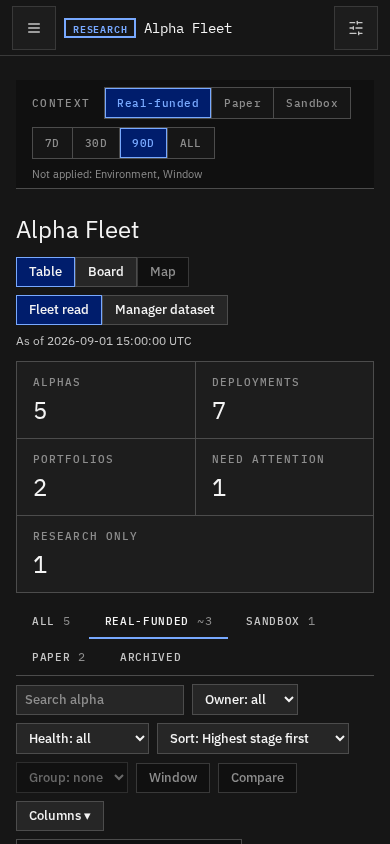 RESEARCH Alpha Fleet
CONTEXT Real-funded Paper Sandbox
7D 30D 90D ALL
Not applied: Environment, Window
Alpha Fleet
Table Board Map
Fleet read Manager dataset
As of 2026-09-01 15:00:00 UTC
ALPHAS DEPLOYMENTS
5 7
PORTFOLIOS NEED ATTENTION
2 1
RESEARCH ONLY
1
ALL 5 REAL-FUNDED ~3 SANDBOX 1
PAPER 2 ARCHIVED
Search alpha Owner: all
Health: all Sort: Highest stage first
Group: none Window Compare
Columns ▾